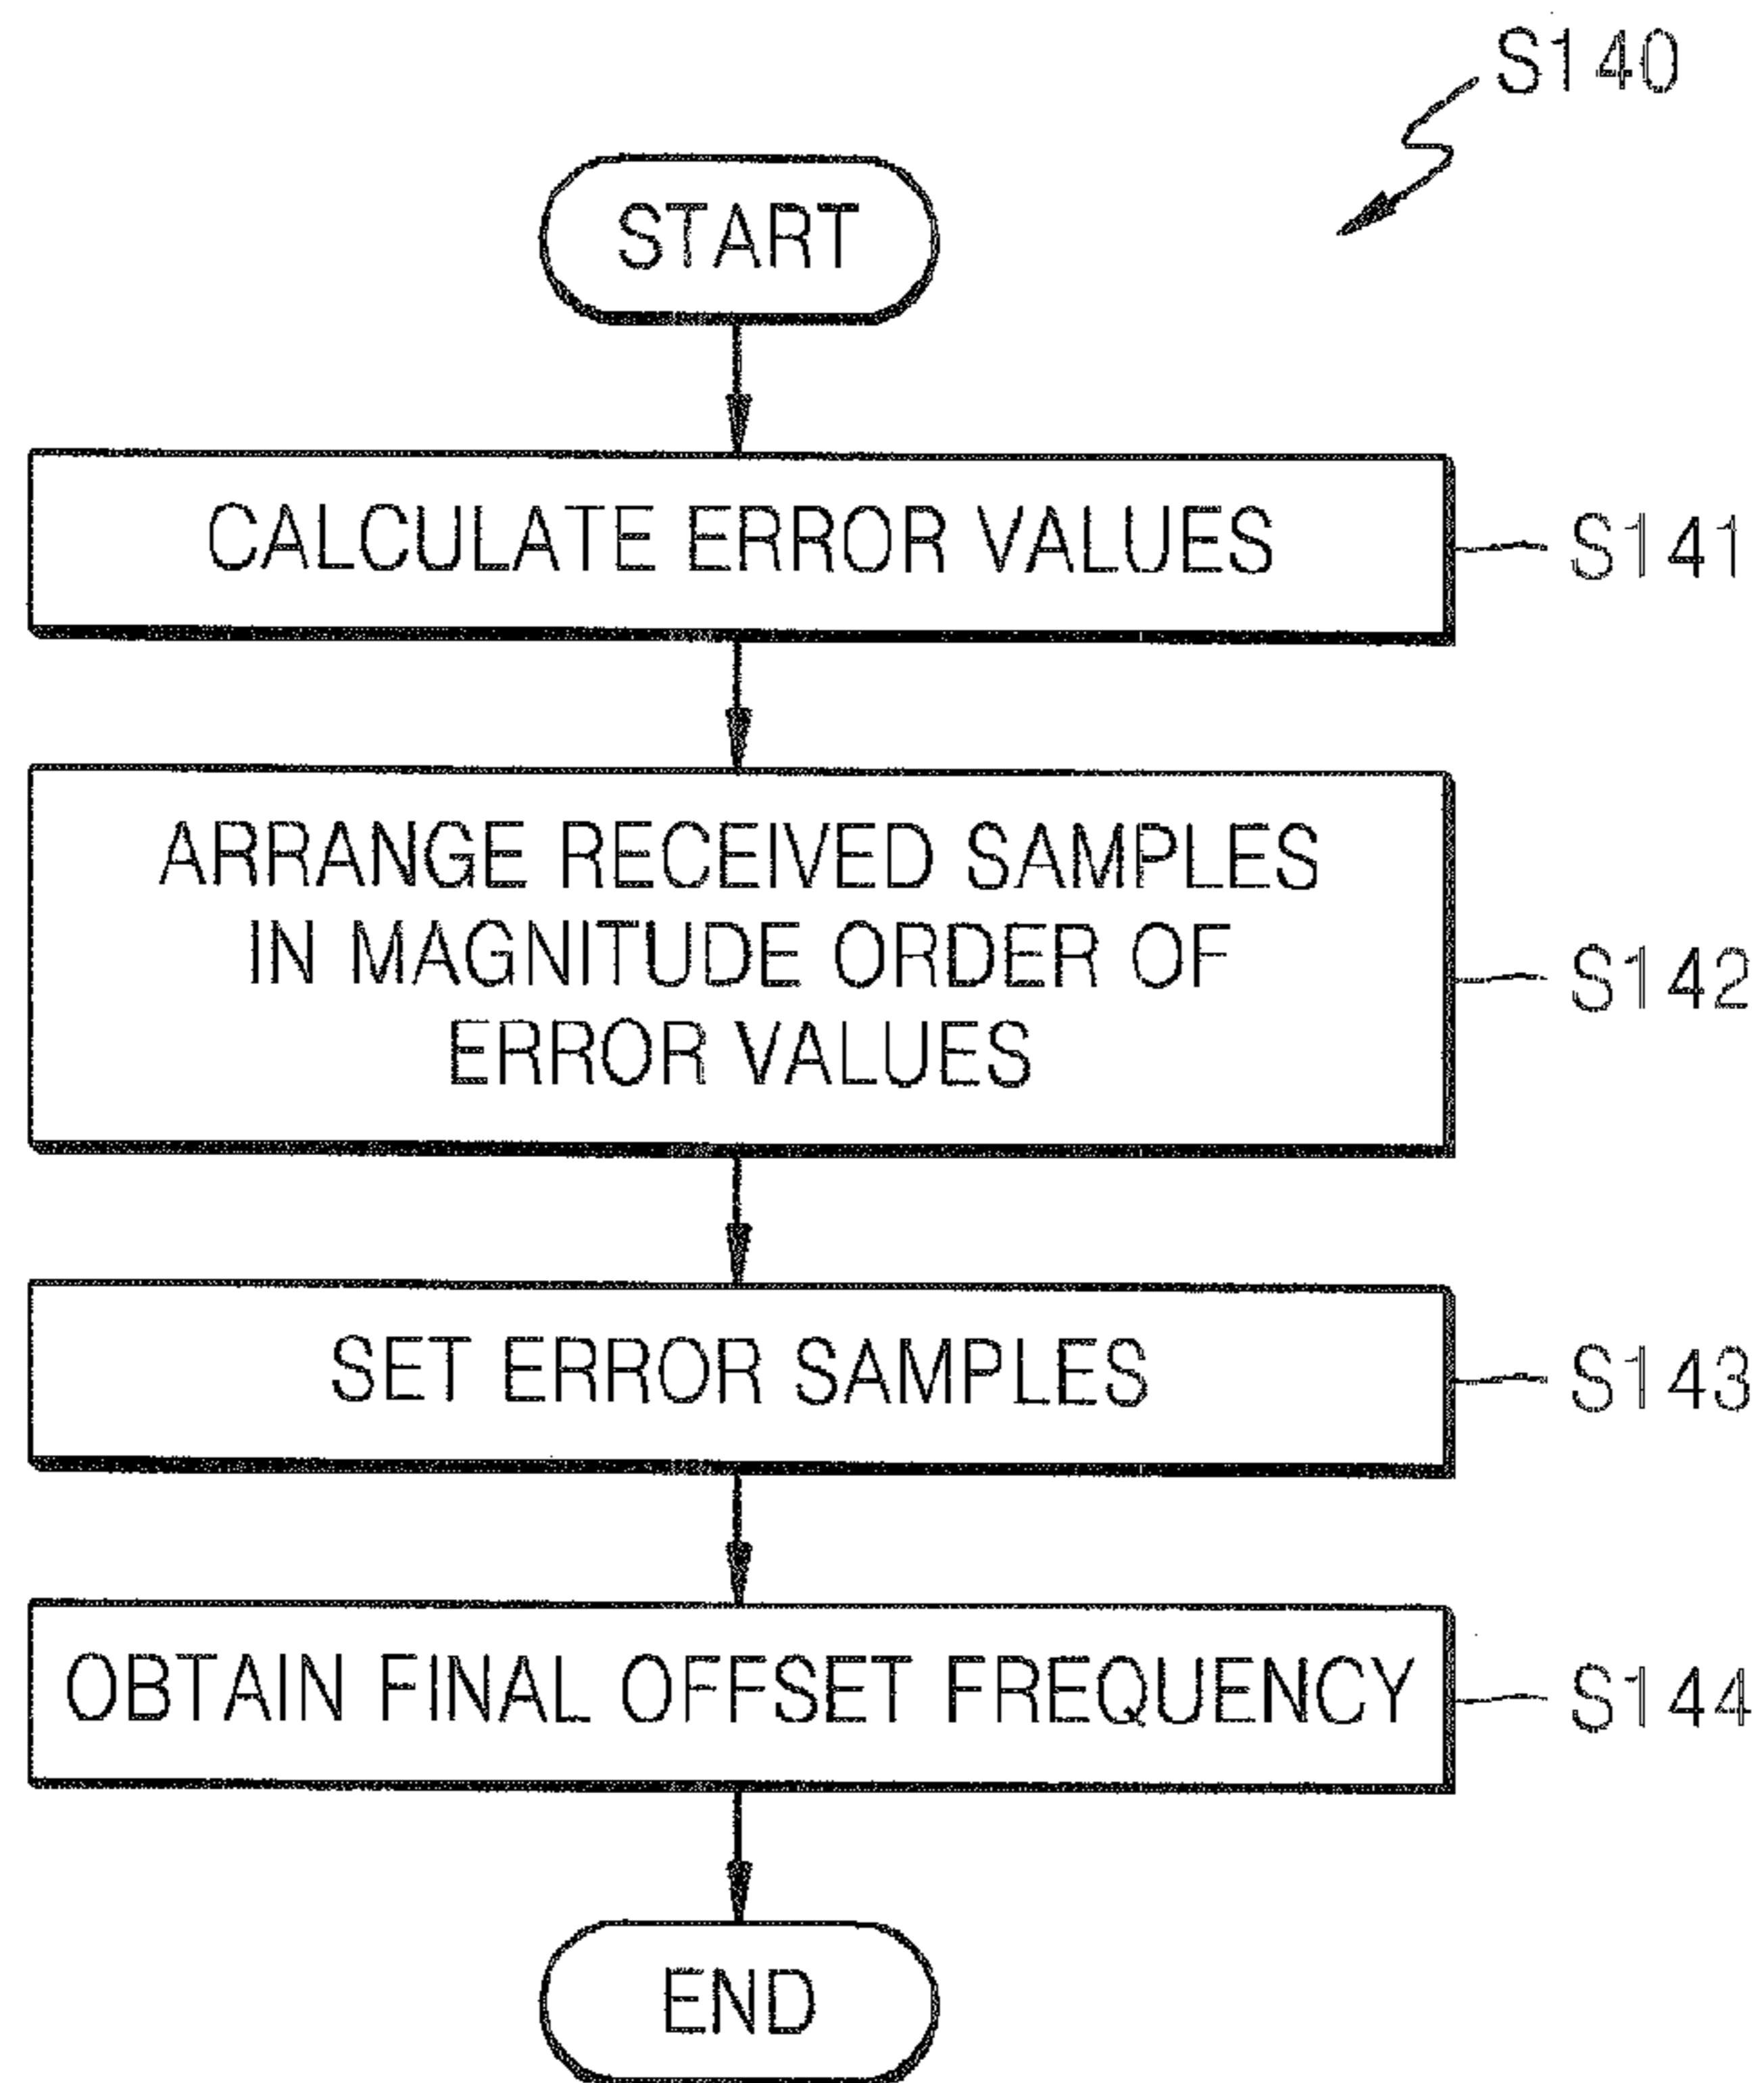 S140
START
CALCULATE ERROR VALUES
S141
ARRANGE RECEIVED SAMPLES
IN MAGNITUDE ORDER OF
ERROR VALUES
S142
SET ERROR SAMPLES
S143
OBTAIN FINAL OFFSET FREQUENCY
S144
END